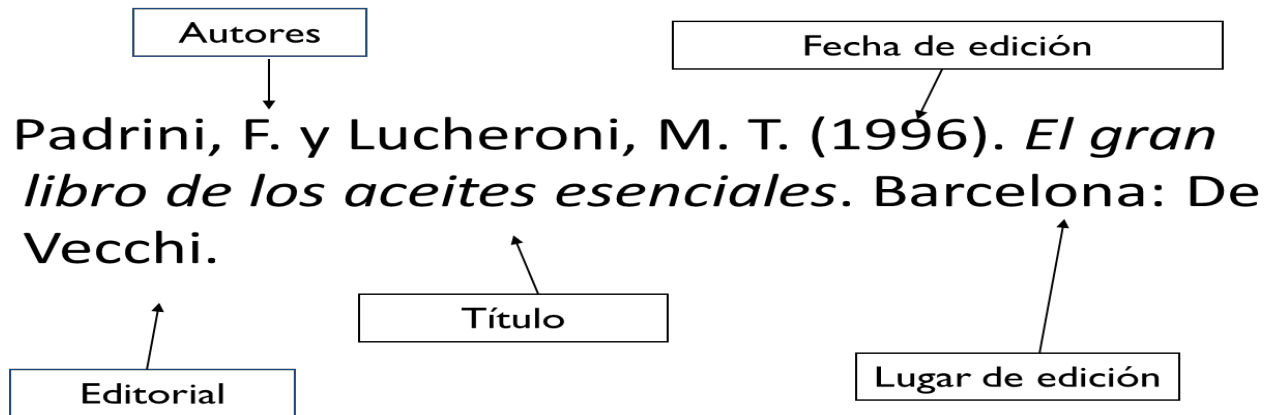 Autores
Fecha de edición
Padrini, F. y Lucheroni, M. T. (1996). El gran
libro de los aceites esenciales. Barcelona: De
Vecchi.
Título
Lugar de edición
Editorial